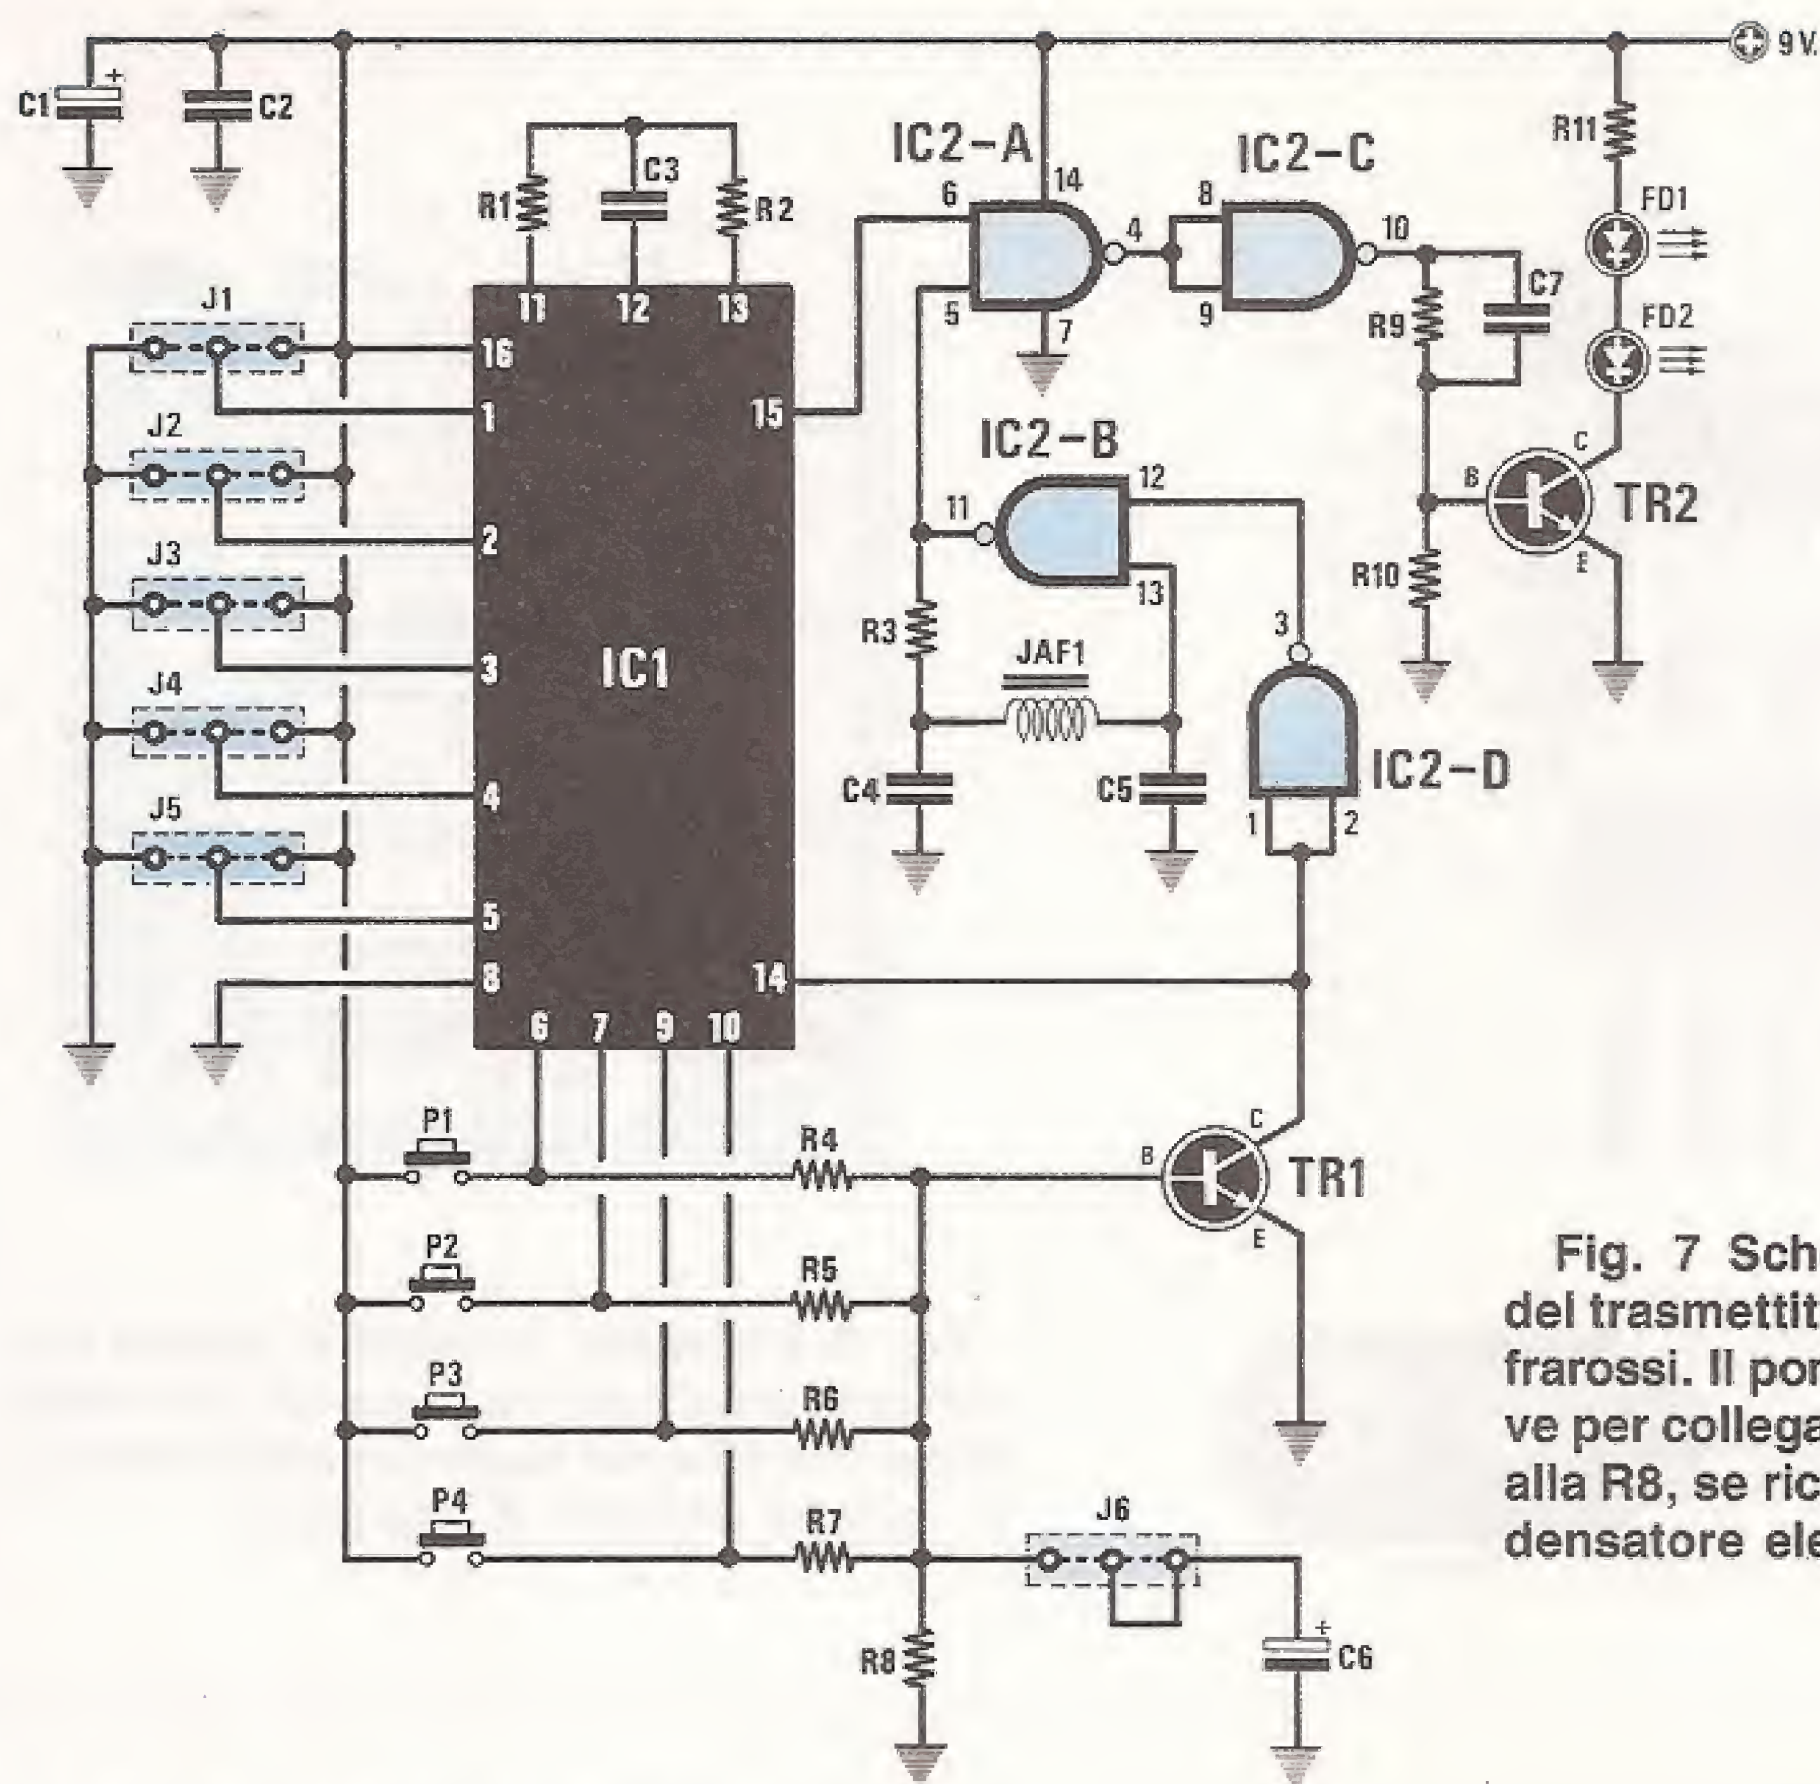 9 V.
C1
+
C2
IC2-A
IC2-C
R11
R1
C3
R2
6
14
4
8
10
FD1
11
12
13
5
7
9
R9
C7
FD2
J1
16
1
15
J2
IC2-B
12
C
B
TR2
2
11
E
J3
13
R10
3
R3
JAF1
3
IC1
J4
4
C4
C5
IC2-D
J5
1
2
5
8
14
6
7
9
10
P1
R4
C
B
TR1
E
P2
R5
P3
R6
P4
R7
J6
R8
+
C6
Fig. 7 Sch
del trasmettit
frarossi. Il por
ve per collega
alla R8, se ric
densatore ele